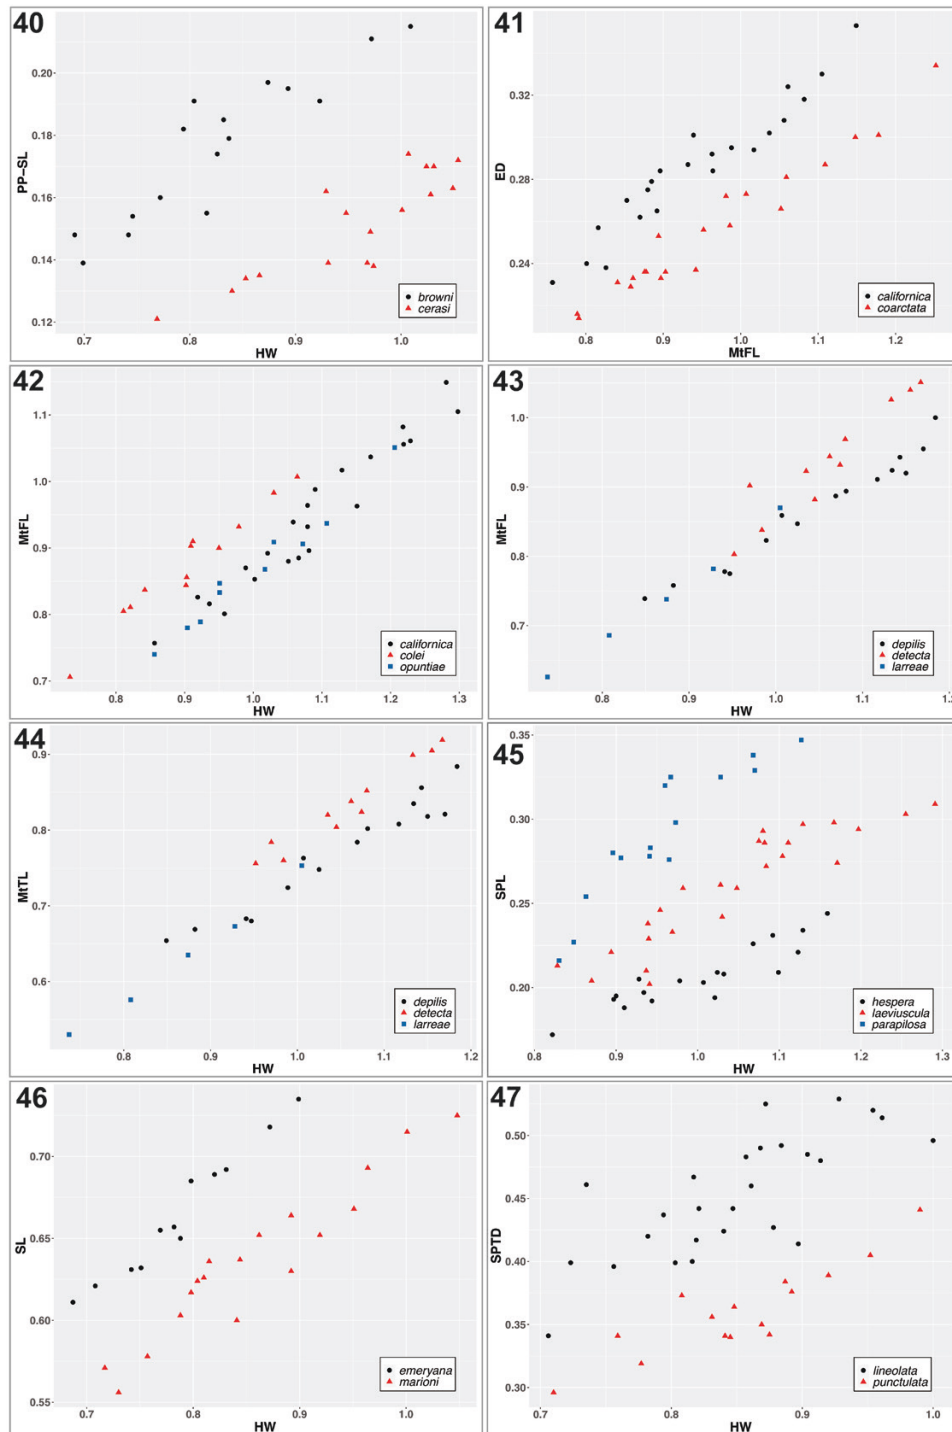 40
PP-SL
0.20
0.18
0.16
0.14
0.12
browni
cerasi
0.7 0.8 0.9 1.0
HW
41
ED
0.32
0.28
0.24
californica
coarctata
0.8 0.9 1.0 1.1 1.2
MtFL
42
MtFL
1.1
1.0
0.9
0.8
0.7
californica
colei
opuntiae
0.8 0.9 1.0 1.1 1.2 1.3
HW
43
MtFL
1.0
0.9
0.8
0.7
depilis
detecta
larreae
0.8 0.9 1.0 1.1 1.2
HW
44
MtTL
0.9
0.8
0.7
0.6
depilis
detecta
larreae
0.8 0.9 1.0 1.1 1.2
HW
45
SPL
0.35
0.30
0.25
0.20
hespera
laeviuscula
parapilosa
0.8 0.9 1.0 1.1 1.2 1.3
HW
46
SL
0.70
0.65
0.60
0.55
emeryana
marioni
0.7 0.8 0.9 1.0
HW
47
SPTD
0.50
0.45
0.40
0.35
0.30
lineolata
punctulata
0.7 0.8 0.9 1.0
HW